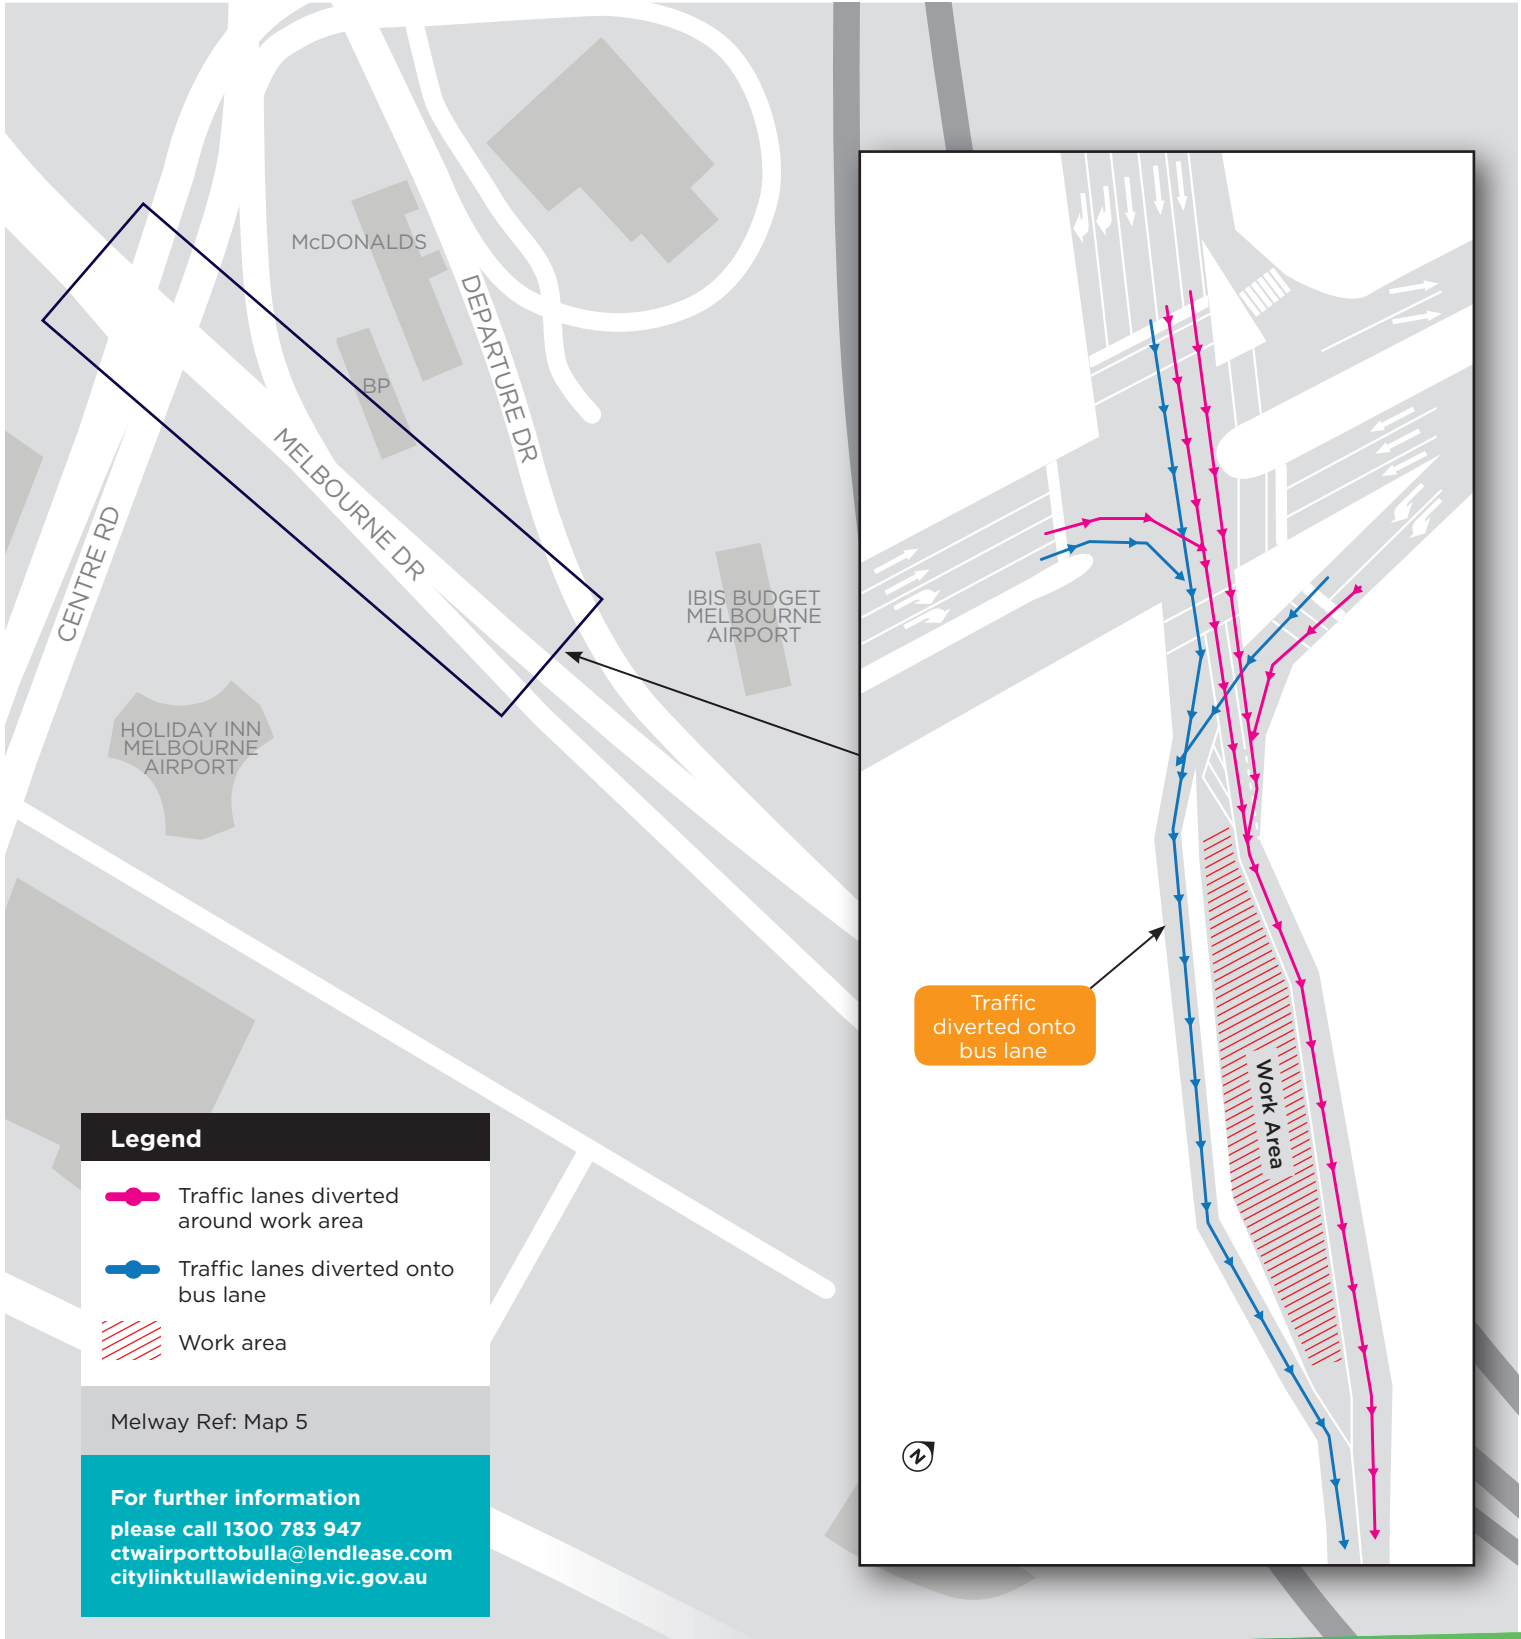 McDONALDS
DEPARTURE DR
BP
MELBOURNE DR
CENTRE RD
IBIS BUDGET
MELBOURNE
AIRPORT
HOLIDAY INN
MELBOURNE
AIRPORT
Traffic
diverted onto
bus lane
Work Area
N
Legend
Traffic lanes diverted
around work area
Traffic lanes diverted onto
bus lane
Work area
Melway Ref: Map 5
For further information
please call 1300 783 947
ctwairporttobulla@lendlease.com
citylinktullawidening.vic.gov.au